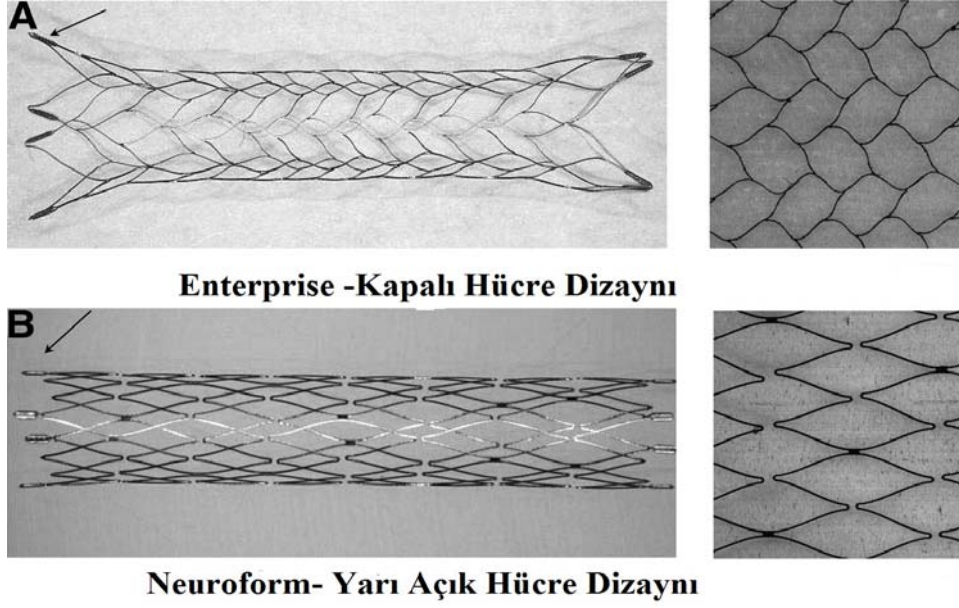 A
Enterprise -Kapalı Hücre Dizaynı
B
Neuroform- Yarı Açık Hücre Dizaynı